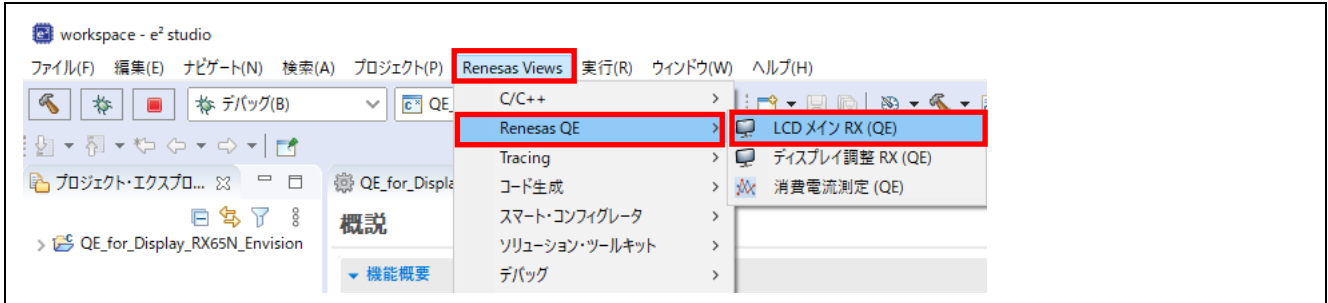 workspace - e² studio
ファイル(F) 編集(E) ナビゲート(N) 検索(A) プロジェクト(P) Renesas Views 実行(R) ウィンドウ(W) ヘルプ(H)
デバッグ(B)
QE_
C/C++
Renesas QE
LCD メイン RX (QE)
Tracing
ディスプレイ調整 RX (QE)
コード生成
消費電流測定 (QE)
スマート・コンフィグレータ
ソリューション・ツールキット
デバッグ
プロジェクト・エクスプロ...
QE_for_Displa
QE_for_Display_RX65N_Envision
概説
機能概要